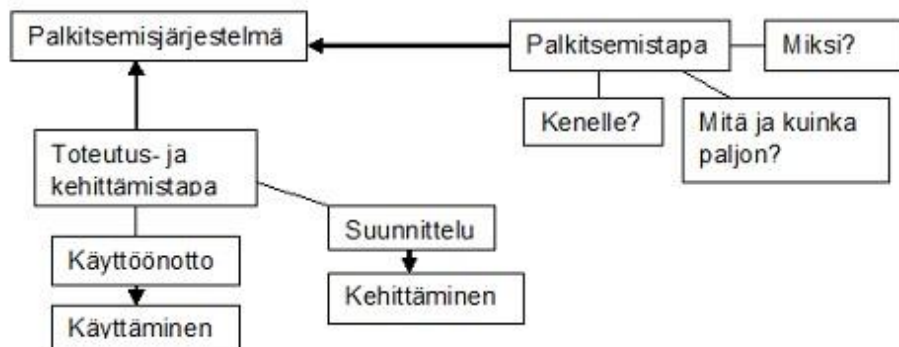 Palkitsemisjärjestelmä
Palkitsemistapa
Miksi?
Kenelle?
Mitä ja kuinka
paljon?
Toteutus- ja
kehittämistapa
Suunnittelu
Käyttöönotto
Kehittäminen
Käyttäminen